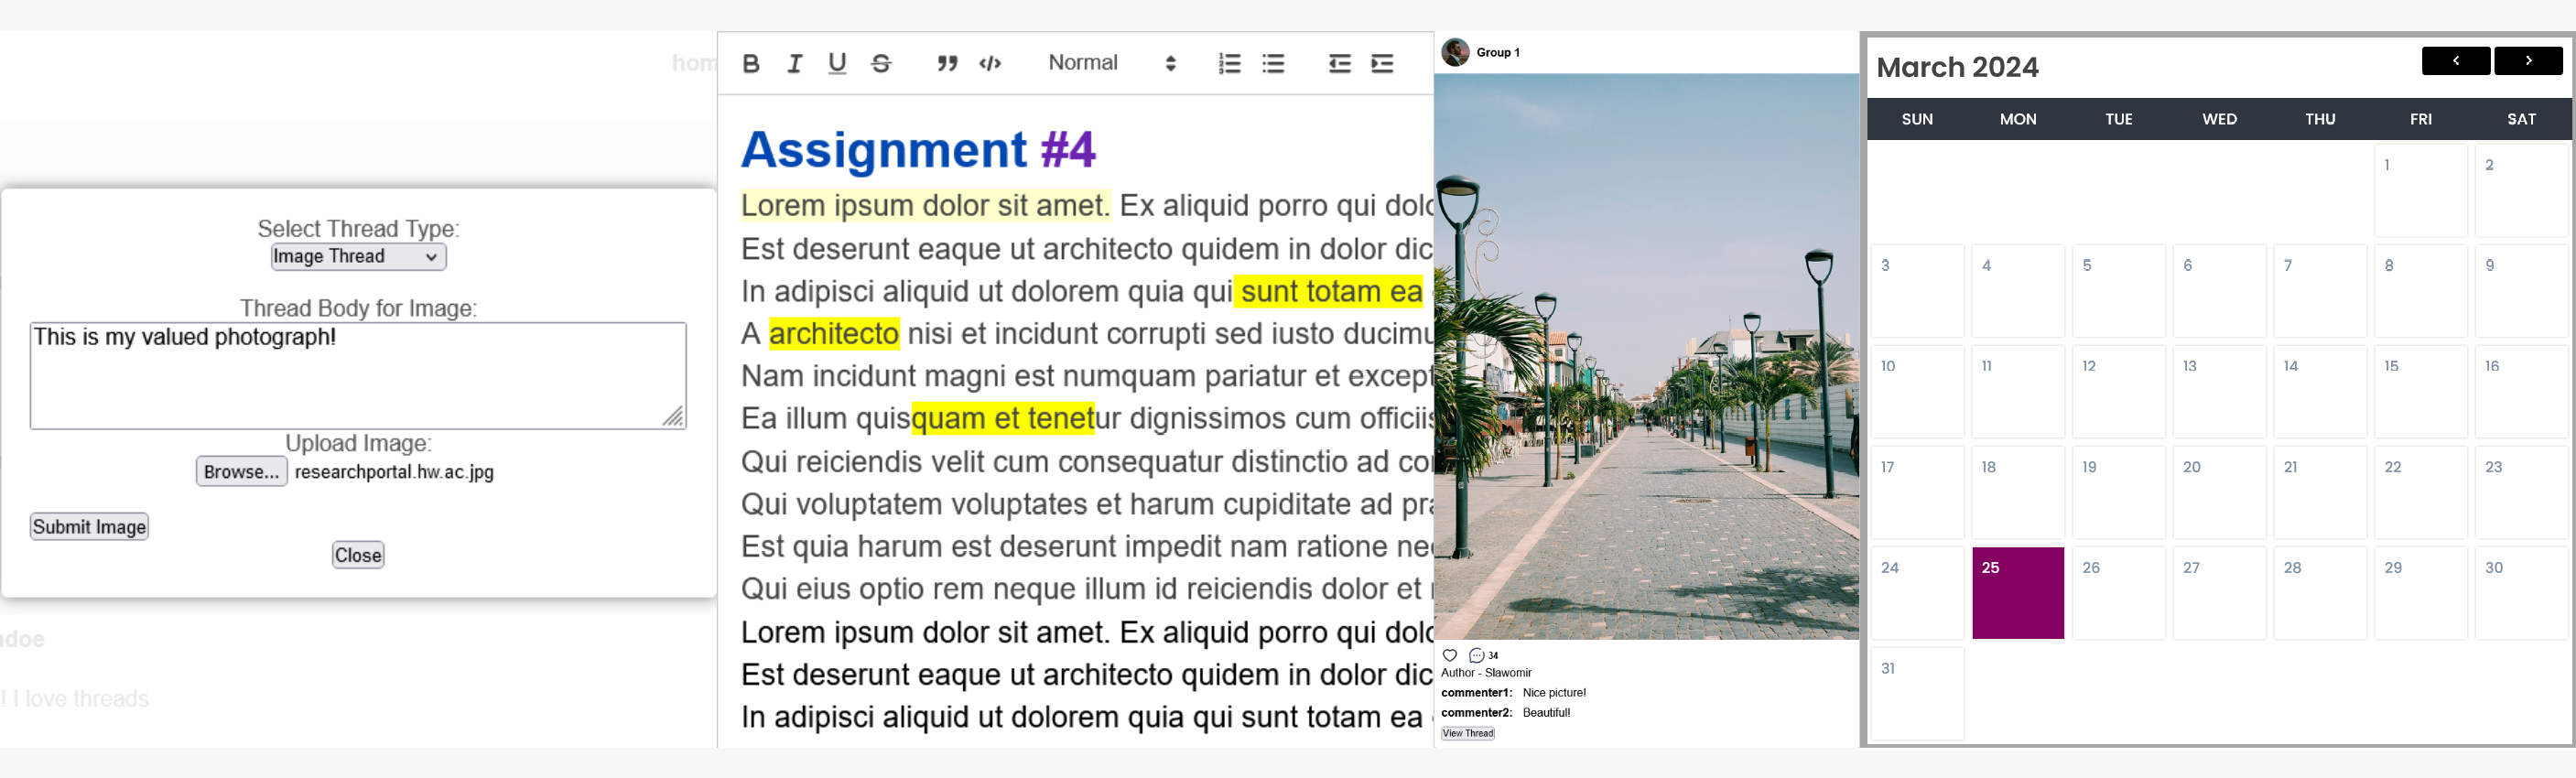 hom
Select Thread Type:
Image Thread
Thread Body for Image:
This is my valued photograph!
Upload Image:
Browse... researchportal.hw.ac.jpg
Submit Image
Close
adoe
! I love threads
B I U S Normal
Assignment #4
Lorem ipsum dolor sit amet. Ex aliquid porro qui dolo
Est deserunt eaque ut architecto quidem in dolor dic
In adipisci aliquid ut dolorem quia qui sunt totam ea
A architecto nisi et incidunt corrupti sed iusto ducimu
Nam incidunt magni est numquam pariatur et except
Ea illum quisquam et tenetur dignissimos cum officiis
Qui reiciendis velit cum consequatur distinctio ad cor
Qui voluptatem voluptates et harum cupiditate ad pra
Est quia harum est deserunt impedit nam ratione neo
Qui eius optio rem neque illum id reiciendis dolor et
Lorem ipsum dolor sit amet. Ex aliquid porro qui dolo
Est deserunt eaque ut architecto quidem in dolor dic
In adipisci aliquid ut dolorem quia qui sunt totam ea
Group 1
34
Author - Slawomir
commenter1: Nice picture!
commenter2: Beautiful!
View Thread
March 2024
SUN MON TUE WED THU FRI SAT
1 2
3 4 5 6 7 8 9
10 11 12 13 14 15 16
17 18 19 20 21 22 23
24 25 26 27 28 29 30
31